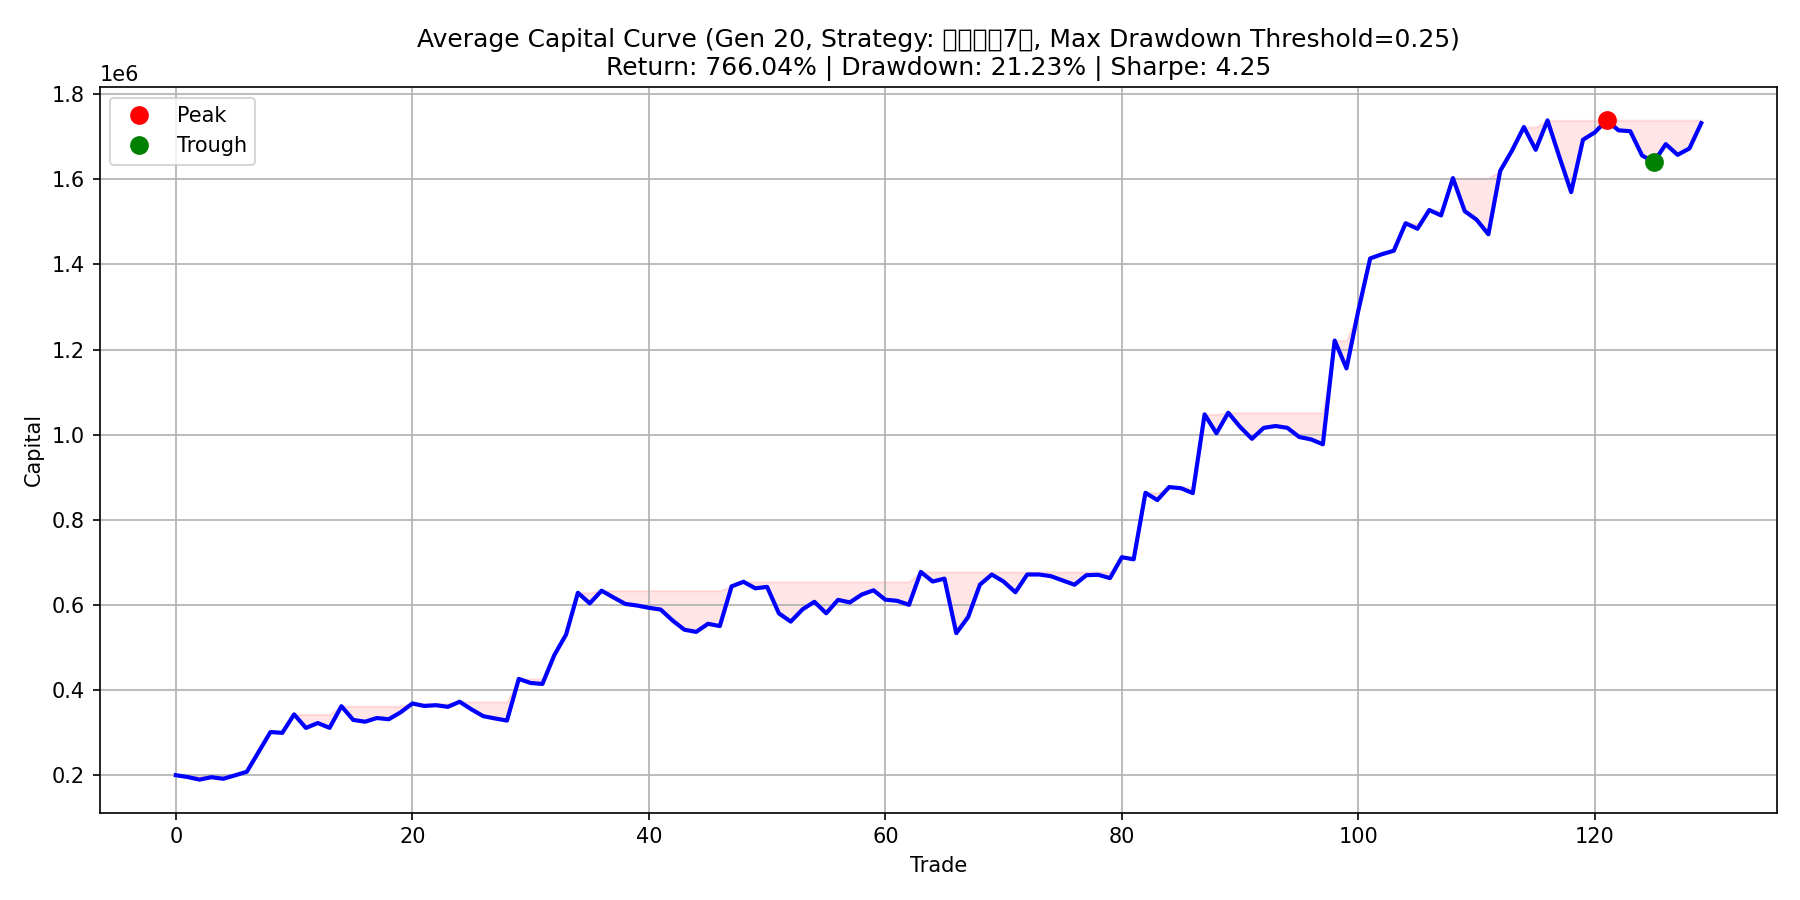 Average Capital Curve (Gen 20, Strategy: 7, Max Drawdown Threshold=0.25)
Return: 766.04% | Drawdown: 21.23% | Sharpe: 4.25
1e6
1.8
1.6
1.4
1.2
1.0
0.8
0.6
0.4
0.2
Capital
Peak
Trough
0 20 40 60 80 100 120
Trade